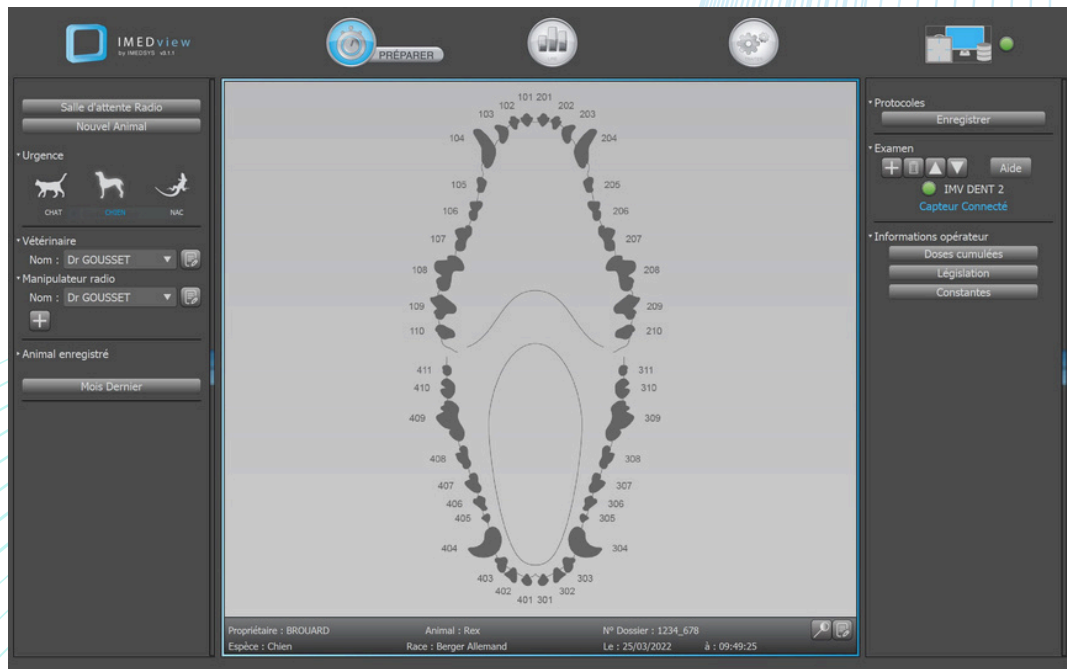 IMEDview
by IMEDSYS v3.1.1
PRÉPARER
Salle d'attente Radio
Nouvel Animal
Urgence
CHAT CHIEN NAC
Vétérinaire
Nom : Dr GOUSSET
Manipulateur radio
Nom : Dr GOUSSET
Animal enregistré
Mois Dernier
101 201
102 202
103 203
104 204
105 205
106 206
107 207
108 208
109 209
110 210
411 311
410 310
409 309
408 308
407 307
406 306
405 305
404 304
403 303
402 302
401 301
Propriétaire : BROUARD Animal : Rex N° Dossier : 1234_678
Espèce : Chien Race : Berger Allemand Le : 25/03/2022 à : 09:49:25
Protocoles
Enregistrer
Examen
Aide
IMV DENT 2
Capteur Connecté
Informations opérateur
Doses cumulées
Législation
Constantes